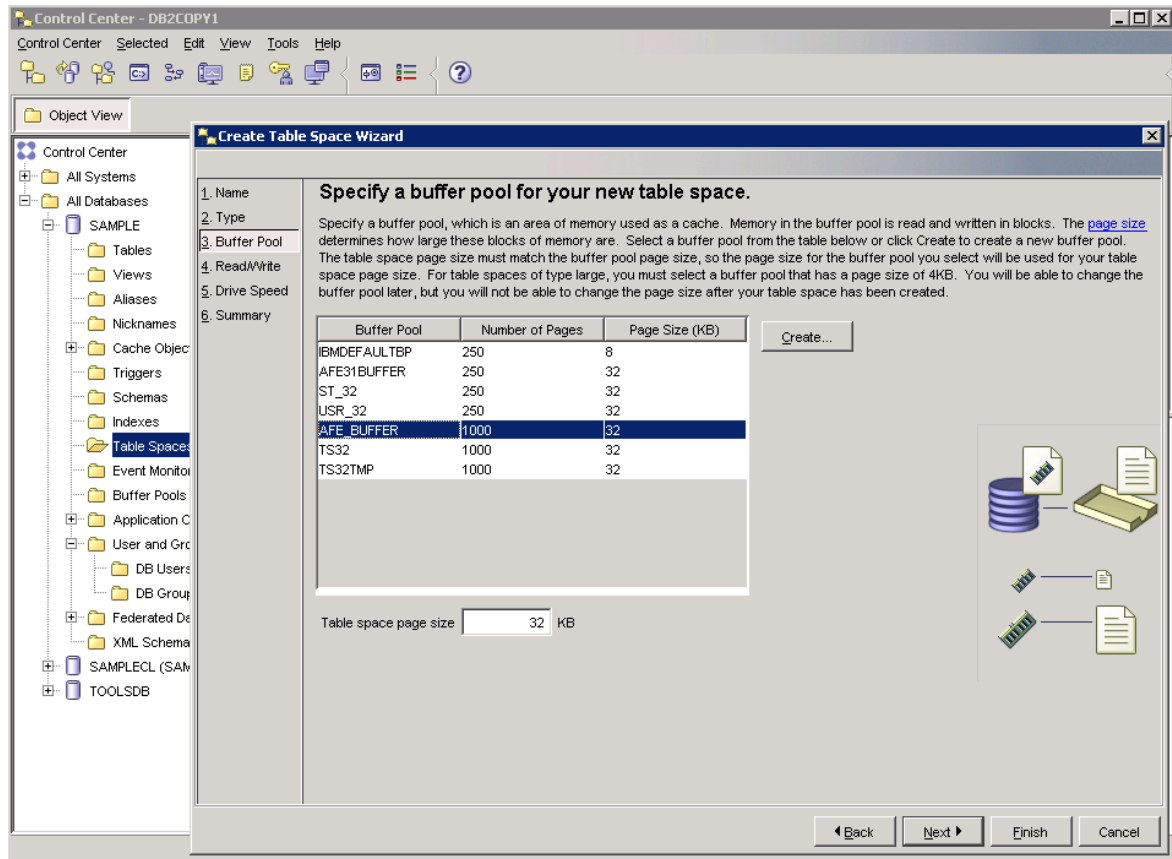 Control Center - DB2COPY1
Control Center Selected Edit View Tools Help
Object View
Control Center
All Systems
All Databases
SAMPLE
Tables
Views
Aliases
Nicknames
Cache Objec
Triggers
Schemas
Indexes
Table Spaces
Event Monitor
Buffer Pools
Application C
User and Gro
DB Users
DB Group
Federated De
XML Schema
SAMPLECL (SAM
TOOLSDB
Create Table Space Wizard
1. Name
2. Type
3. Buffer Pool
4. Read/Write
5. Drive Speed
6. Summary
Specify a buffer pool for your new table space.
Specify a buffer pool, which is an area of memory used as a cache. Memory in the buffer pool is read and written in blocks. The page size
determines how large these blocks of memory are. Select a buffer pool from the table below or click Create to create a new buffer pool.
The table space page size must match the buffer pool page size, so the page size for the buffer pool you select will be used for your table
space page size. For table spaces of type large, you must select a buffer pool that has a page size of 4KB. You will be able to change the
buffer pool later, but you will not be able to change the page size after your table space has been created.
Buffer Pool Number of Pages Page Size (KB)
IBMDEFAULTBP 250 8
AFE31BUFFER 250 32
ST_32 250 32
USR_32 250 32
AFE_BUFFER 1000 32
TS32 1000 32
TS32TMP 1000 32
Create...
Table space page size 32 KB
Back Next Finish Cancel